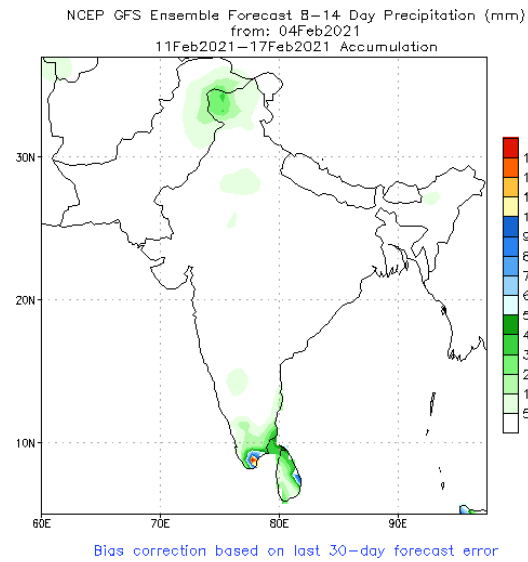 NCEP GFS Ensemble Forecast 8-14 Day Precipitation (mm)
from: 04Feb2021
11Feb2021-17Feb2021 Accumulation
30N
20N
10N
60E
70E
80E
90E
Bias correction based on last 30-day forecast error